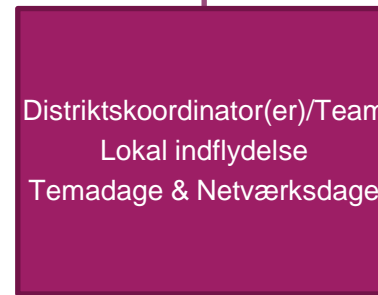 Distriktskoordinator(er)/Team
Lokal indflydelse
Temadage & Netværksdage